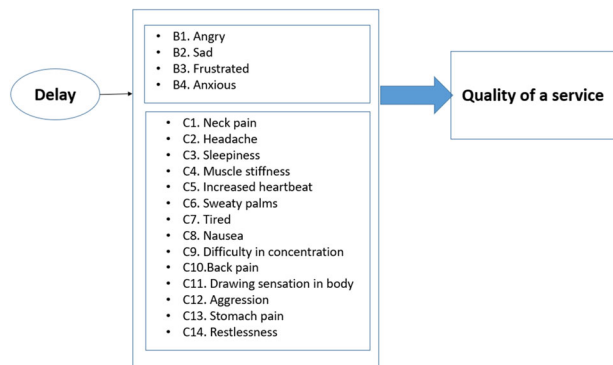 Delay
• B1. Angry
• B2. Sad
• B3. Frustrated
• B4. Anxious
• C1. Neck pain
• C2. Headache
• C3. Sleepiness
• C4. Muscle stiffness
• C5. Increased heartbeat
• C6. Sweaty palms
• C7. Tired
• C8. Nausea
• C9. Difficulty in concentration
• C10.Back pain
• C11. Drawing sensation in body
• C12. Aggression
• C13. Stomach pain
• C14. Restlessness
Quality of a service